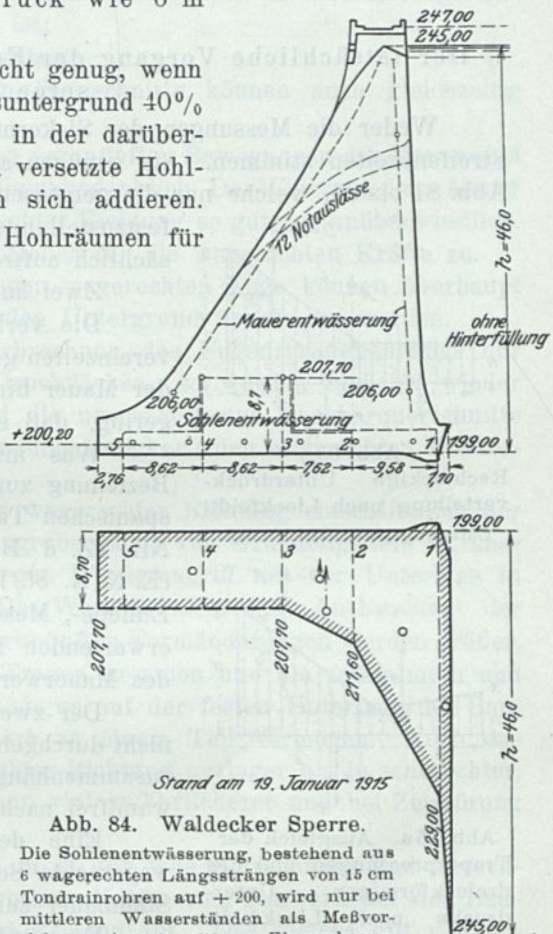 ruck wie 8 m
cht genug, wenn
suntergrund 40%
en der darüber
versetzte Hohl-
sich addieren.
Hohlräumen für
247,00
245,00
12 Notauslässe
h=46,0
Mauerentwässerung
ohne
Hinterfüllung
207,70
206,00
8,7
206,00
+200,20
Sohlenentwässerung
5 4 3 2 1
199,00
2,76 8,62 8,62 7,62 9,58 2,10
199,00
5 4 3 2 1
8,70
207,70
207,70
211,60
h=46,0
229,00
245,00
Stand am 19. Januar 1915
Abb. 84. Waldecker Sperre.
Die Sohlenentwässerung, bestehend aus
6 wagerechten Längssträngen von 15 cm
Tondrainrohren auf + 200, wird nur bei
mittleren Wasserständen als Meßvor-